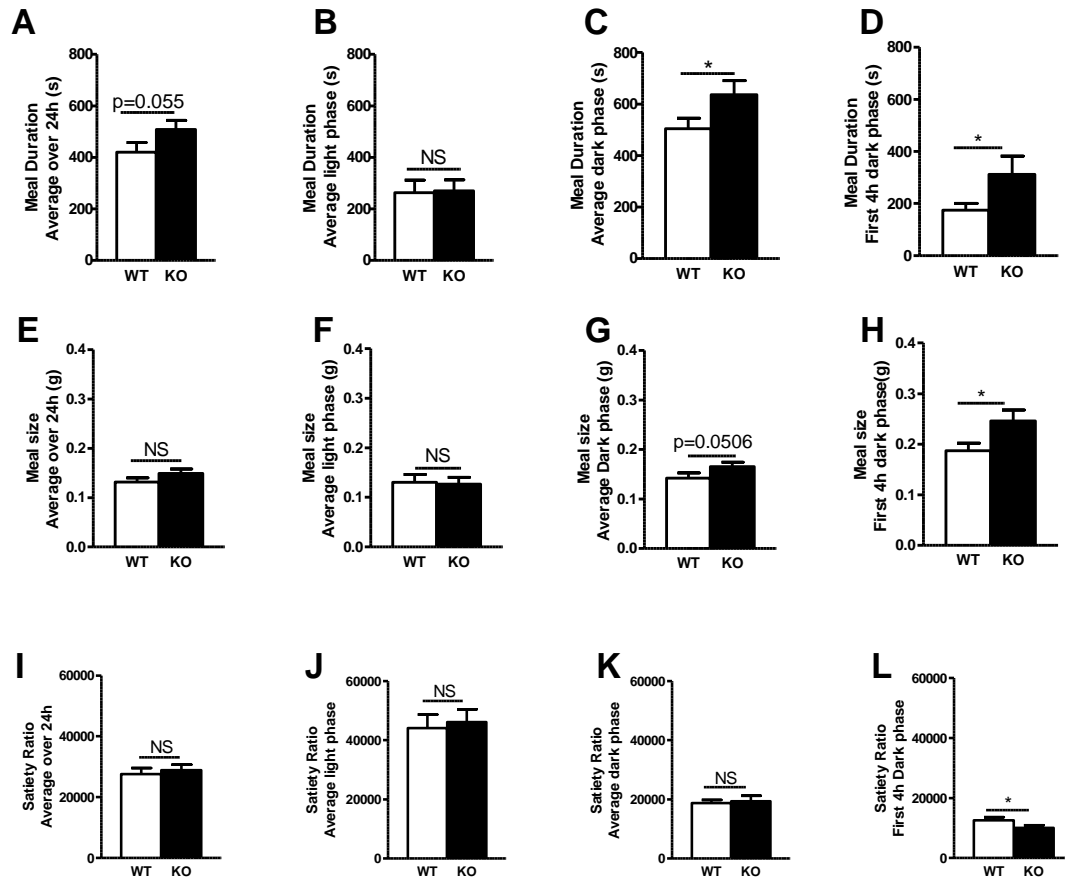 A
Meal Duration
Average over 24h (s)
800
600
400
200
0
p=0.055
WT KO
B
Meal Duration
Average light phase (s)
800
600
400
200
0
NS
WT KO
C
Meal Duration
Average dark phase (s)
800
600
400
200
0
*
WT KO
D
Meal Duration
First 4h dark phase (s)
800
600
400
200
0
*
WT KO
E
Meal size
Average over 24h (g)
0.4
0.3
0.2
0.1
0.0
NS
WT KO
F
Meal size
Average light phase (g)
0.4
0.3
0.2
0.1
0.0
NS
WT KO
G
Meal size
Average Dark phase (g)
0.4
0.3
0.2
0.1
0.0
p=0.0506
WT KO
H
Meal size
First 4h dark phase(g)
0.4
0.3
0.2
0.1
0.0
*
WT KO
I
Satiety Ratio
Average over 24h
60000
40000
20000
0
NS
WT KO
J
Satiety Ratio
Average light phase
60000
40000
20000
0
NS
WT KO
K
Satiety Ratio
Average dark phase
60000
40000
20000
0
NS
WT KO
L
Satiety Ratio
First 4h Dark phase
60000
40000
20000
0
*
WT KO